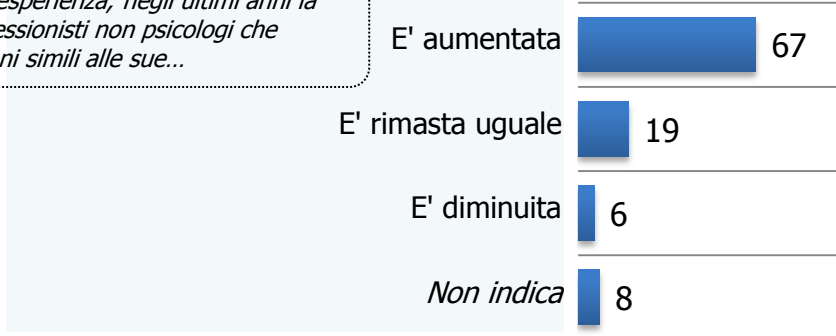 esperienza, negli ultimi anni la
essionisti non psicologi che
ni simili alle sue...
E' aumentata 67
E' rimasta uguale 19
E' diminuita 6
Non indica 8